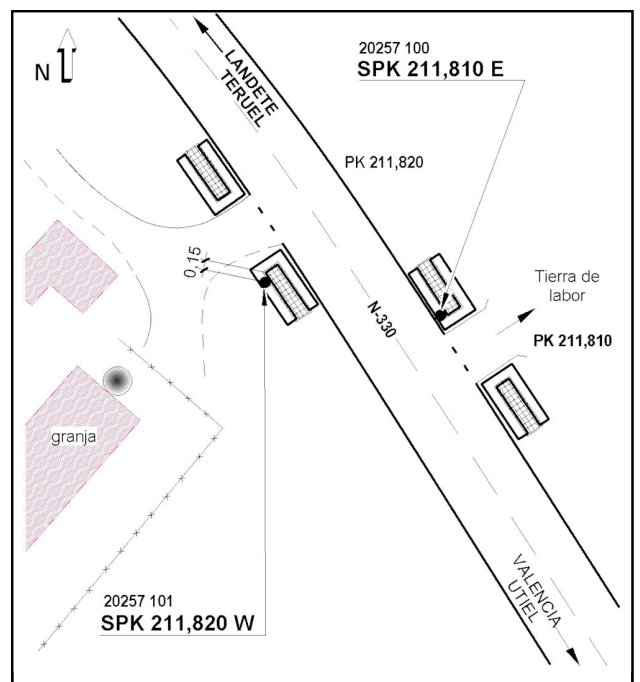 20257 100
SPK 211,810 E
N
LANDETE
TERUEL
PK 211,820
0,15
Tierra de
labor
N-330
PK 211,810
granja
VALENCIA
UTIEL
20257 101
SPK 211,820 W